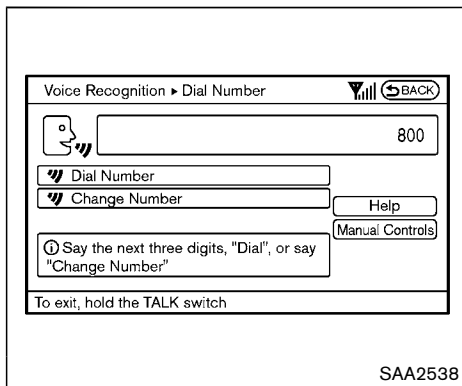 Voice Recognition ▸ Dial Number
BACK
800
Dial Number
Change Number
Help
Manual Controls
Say the next three digits, "Dial", or say
"Change Number"
To exit, hold the TALK switch
SAA2538